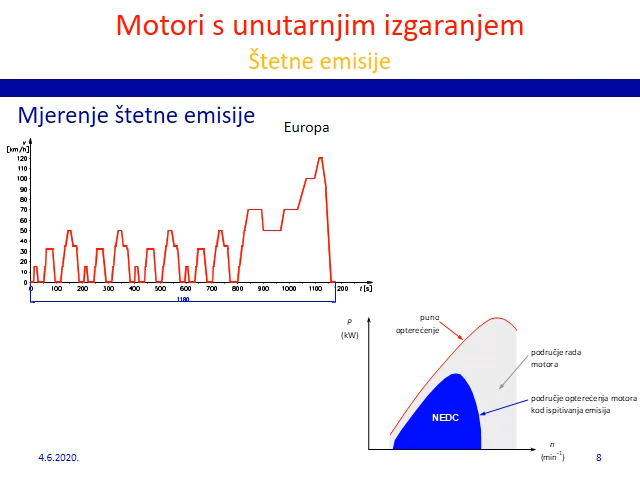 Motori s unutarnjim izgaranjem
Štetne emisije
Mjerenje štetne emisije
Europa
v
[km/h]
120
110
100
90
80
70
60
50
40
30
20
10
0
0 100 200 300 400 500 600 700 800 900 1000 1100 1200 t [s]
1180
P
(kW)
puno
opterećenje
područje rada
motora
područje opterećenja motora
kod ispitivanja emisija
NEDC
n
(min⁻¹)
4.6.2020.
8